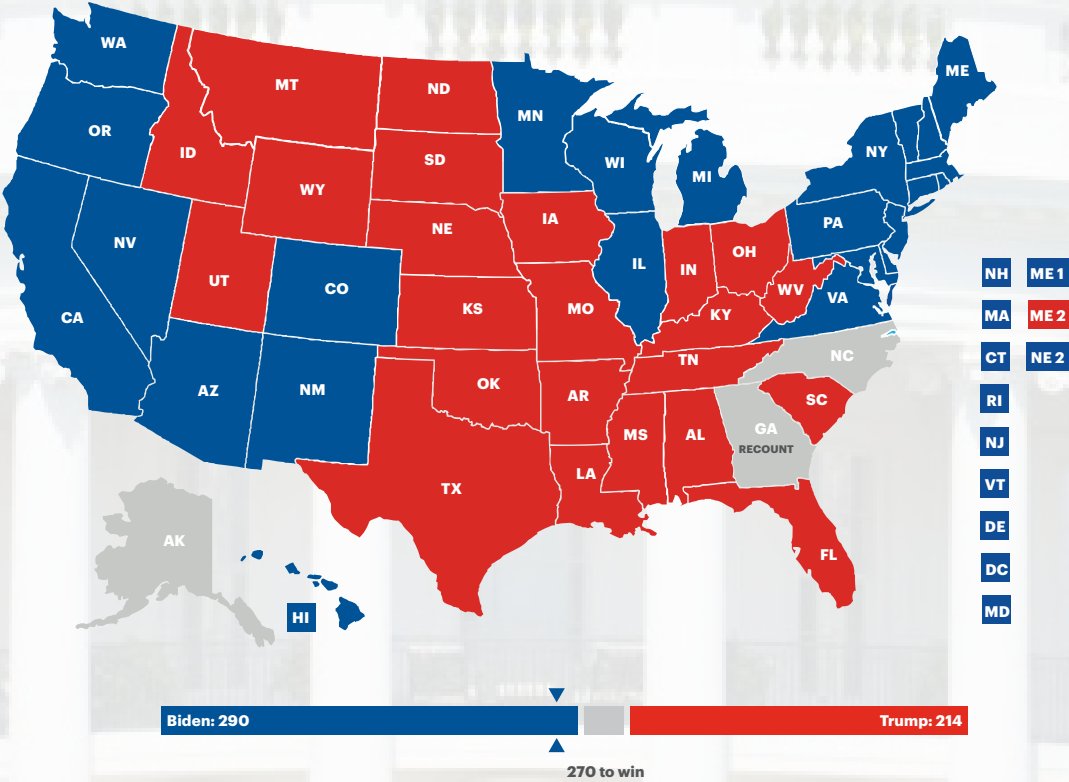 WA
MT
ND
MN
ME
OR
ID
SD
WI
MI
NY
WY
IA
NE
PA
NV
UT
CO
IL
IN
OH
NH
ME 1
CA
KS
MO
WV
VA
KY
MA
ME 2
AZ
NM
OK
AR
TN
NC
CT
NE 2
SC
RI
MS
AL
GA
RECOUNT
NJ
TX
LA
VT
AK
FL
DE
DC
HI
MD
Biden: 290
Trump: 214
270 to win